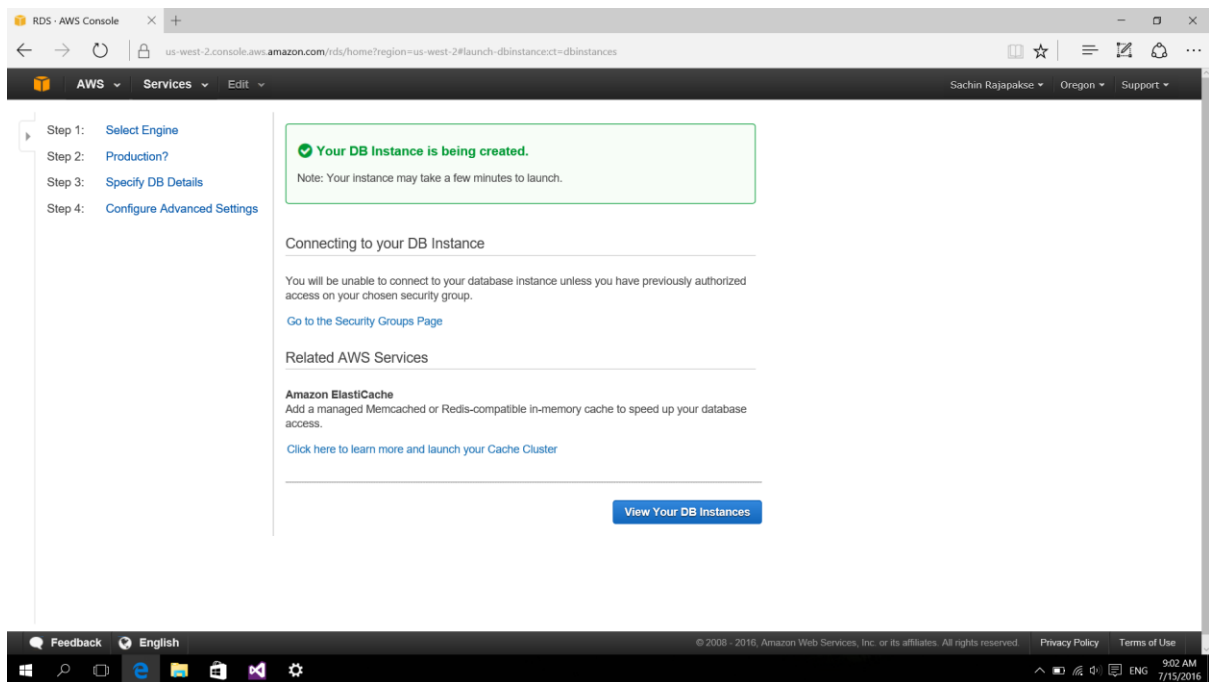 RDS · AWS Console
us-west-2.console.aws.amazon.com/rds/home?region=us-west-2#launch-dbinstance:ct=dbinstances
AWS Services Edit Sachin Rajapakse Oregon Support
Step 1: Select Engine
Step 2: Production?
Step 3: Specify DB Details
Step 4: Configure Advanced Settings
Your DB Instance is being created.
Note: Your instance may take a few minutes to launch.
Connecting to your DB Instance
You will be unable to connect to your database instance unless you have previously authorized
access on your chosen security group.
Go to the Security Groups Page
Related AWS Services
Amazon ElastiCache
Add a managed Memcached or Redis-compatible in-memory cache to speed up your database
access.
Click here to learn more and launch your Cache Cluster
View Your DB Instances
Feedback English © 2008 - 2016, Amazon Web Services, Inc. or its affiliates. All rights reserved. Privacy Policy Terms of Use
ENG 9:02 AM
7/15/2016